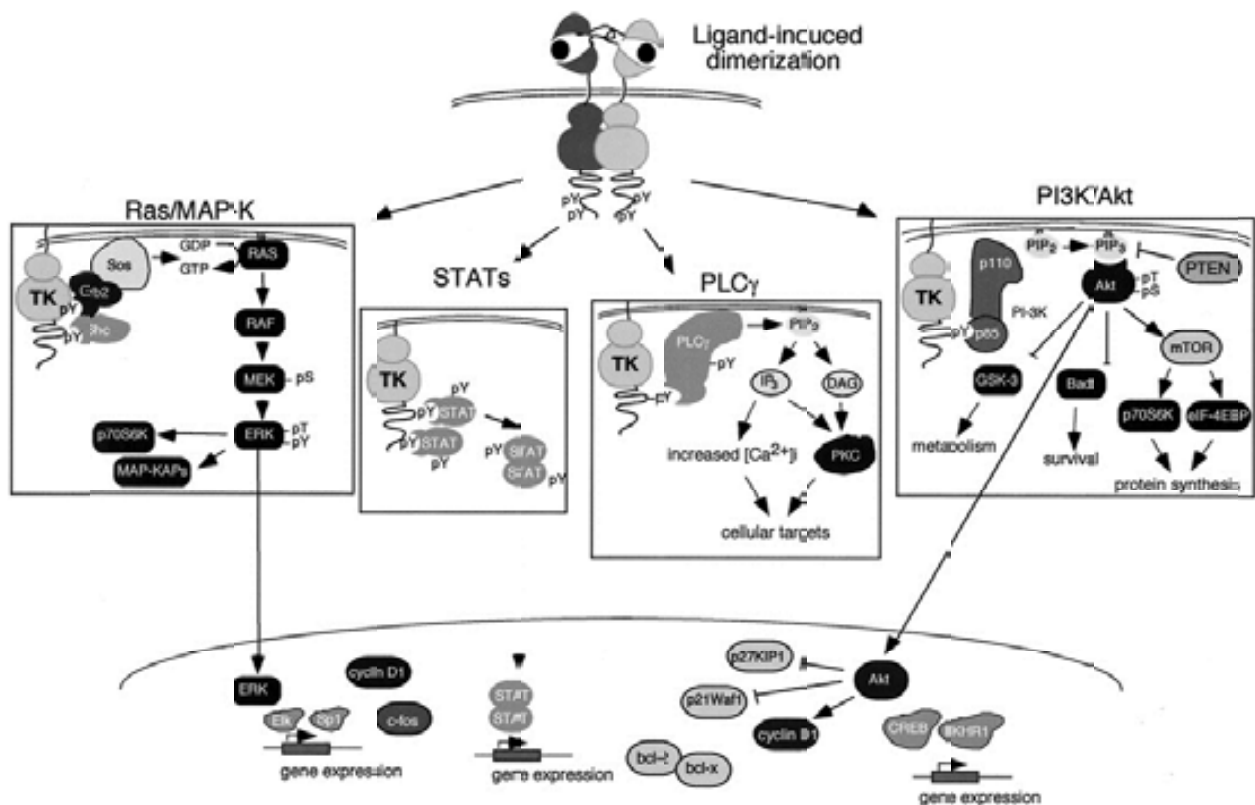 Ligand-incuced
dimerization
pY pY
pY pY
Ras/MAP-K
Sos
GDP
GTP
RAS
TK
Grb2
pY
Shc
pY
RAF
MEK
pS
p70S6K
ERK
pT
pY
MAP-KAPs
STATs
TK
pY
pY
STAT
pY
STAT
pY
pY
STAT
STAT
pY
PLCγ
PLCγ
PIP2
TK
pY
pY
IP3
DAG
increased [Ca2+]i
PKC
cellular targets
PI3K/Akt
p110
PIP2
PIP3
PTEN
TK
Akt
pT
pS
PI-3K
pY
p85
mTOR
GSK-3
Bad
p70S6K
eIF-4EBP
metabolism
survival
protein synthesis
ERK
cyclin D1
Elk
Sp1
c-fos
gene expression
STAT
STAT
gene expression
p27KIP1
p21Waf1
Akt
cyclin D1
bcl-x
CREB
gene expression